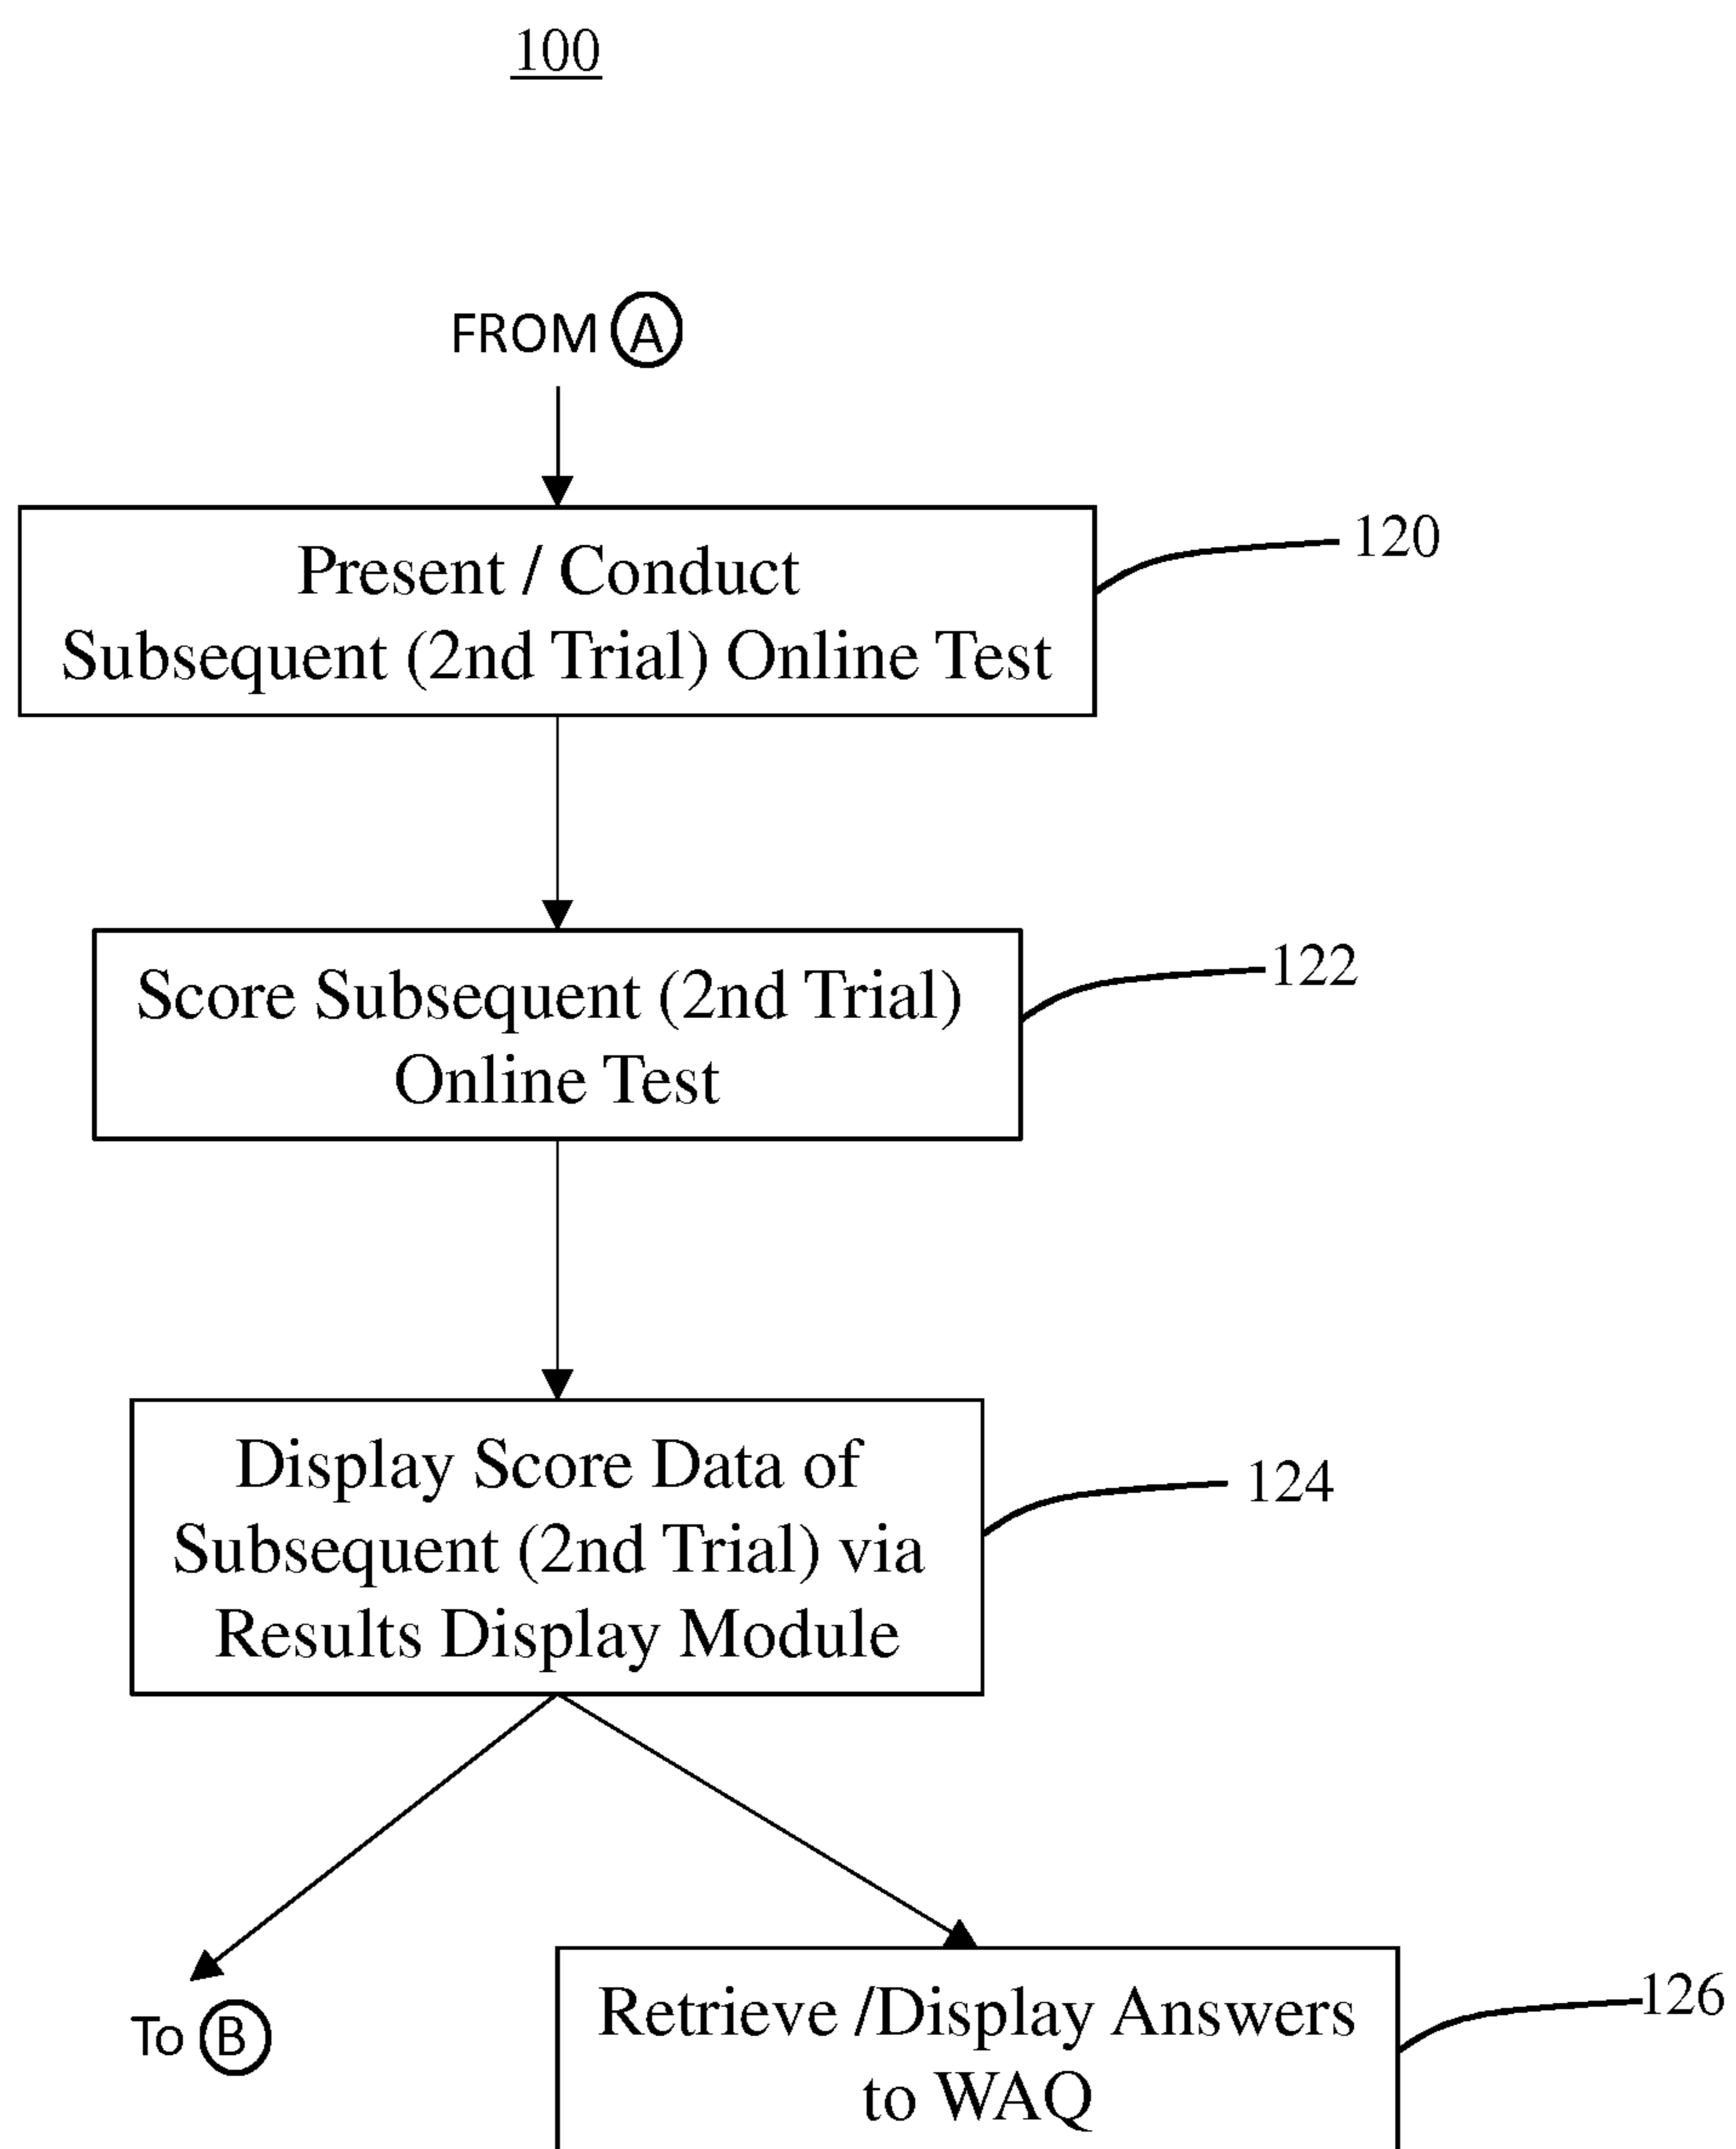 100
FROM A
Present / Conduct
Subsequent (2nd Trial) Online Test
120
Score Subsequent (2nd Trial)
Online Test
122
Display Score Data of
Subsequent (2nd Trial) via
Results Display Module
124
To B
Retrieve /Display Answers
to WAQ
126